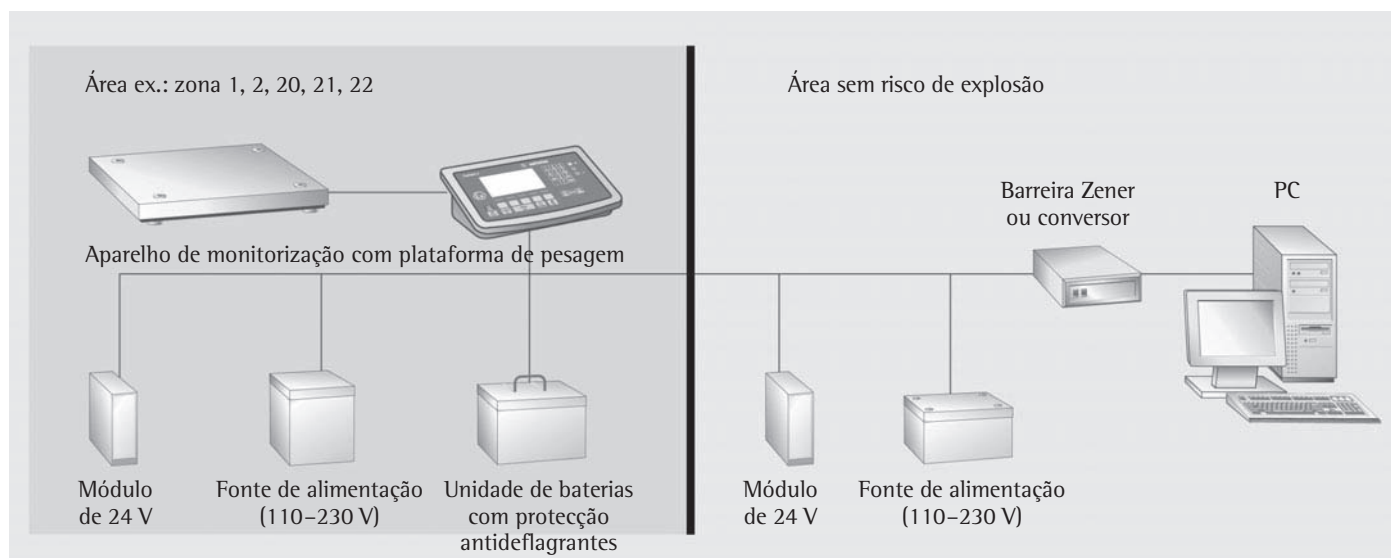 Área ex.: zona 1, 2, 20, 21, 22
Área sem risco de explosão
Barreira Zener
ou conversor
PC
Aparelho de monitorização com plataforma de pesagem
Módulo
de 24 V
Fonte de alimentação
(110–230 V)
Unidade de baterias
com protecção
antideflagrantes
Módulo
de 24 V
Fonte de alimentação
(110–230 V)